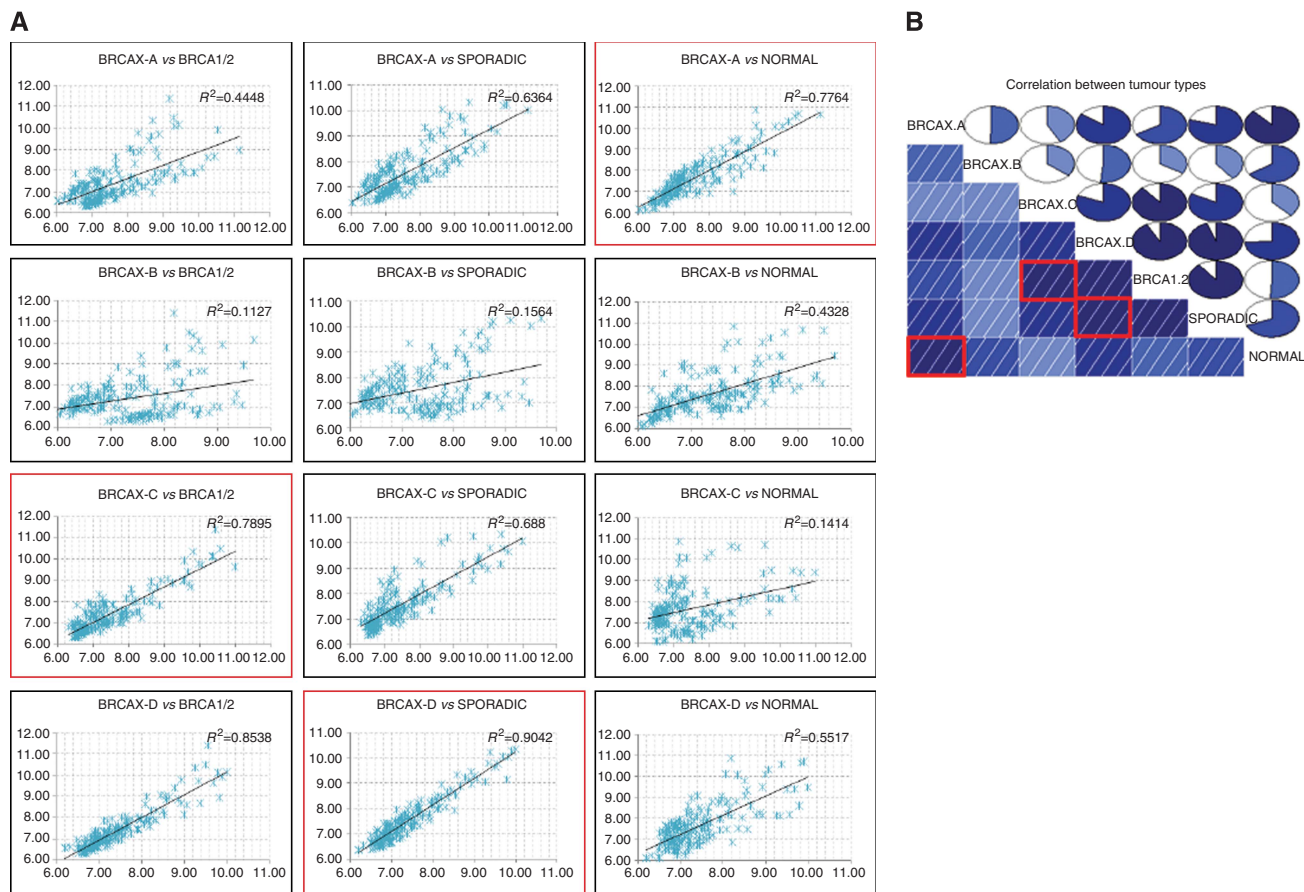 A
BRCAX-A vs BRCA1/2
R²=0.4448
12.00
11.00
10.00
9.00
8.00
7.00
6.00
6.00 7.00 8.00 9.00 10.00 11.00 12.00
BRCAX-A vs SPORADIC
R²=0.6364
11.00
10.00
9.00
8.00
7.00
6.00
6.00 7.00 8.00 9.00 10.00 11.00 12.00
BRCAX-A vs NORMAL
R²=0.7764
12.00
11.00
10.00
9.00
8.00
7.00
6.00
6.00 7.00 8.00 9.00 10.00 11.00 12.00
BRCAX-B vs BRCA1/2
R²=0.1127
12.00
11.00
10.00
9.00
8.00
7.00
6.00
6.00 7.00 8.00 9.00 10.00
BRCAX-B vs SPORADIC
R²=0.1564
11.00
10.00
9.00
8.00
7.00
6.00
6.00 7.00 8.00 9.00 10.00
BRCAX-B vs NORMAL
R²=0.4328
12.00
11.00
10.00
9.00
8.00
7.00
6.00
6.00 7.00 8.00 9.00 10.00
BRCAX-C vs BRCA1/2
R²=0.7895
12.00
11.00
10.00
9.00
8.00
7.00
6.00
6.00 7.00 8.00 9.00 10.00 11.00 12.00
BRCAX-C vs SPORADIC
R²=0.688
11.00
10.00
9.00
8.00
7.00
6.00
6.00 7.00 8.00 9.00 10.00 11.00 12.00
BRCAX-C vs NORMAL
R²=0.1414
12.00
11.00
10.00
9.00
8.00
7.00
6.00
6.00 7.00 8.00 9.00 10.00 11.00 12.00
BRCAX-D vs BRCA1/2
R²=0.8538
12.00
11.00
10.00
9.00
8.00
7.00
6.00
6.00 7.00 8.00 9.00 10.00 11.00
BRCAX-D vs SPORADIC
R²=0.9042
11.00
10.00
9.00
8.00
7.00
6.00
6.00 7.00 8.00 9.00 10.00 11.00
BRCAX-D vs NORMAL
R²=0.5517
12.00
11.00
10.00
9.00
8.00
7.00
6.00
6.00 7.00 8.00 9.00 10.00 11.00
B
Correlation between tumour types
BRCAX.A
BRCAX.B
BRCAX.C
BRCAX.D
BRCA1.2
SPORADIC
NORMAL